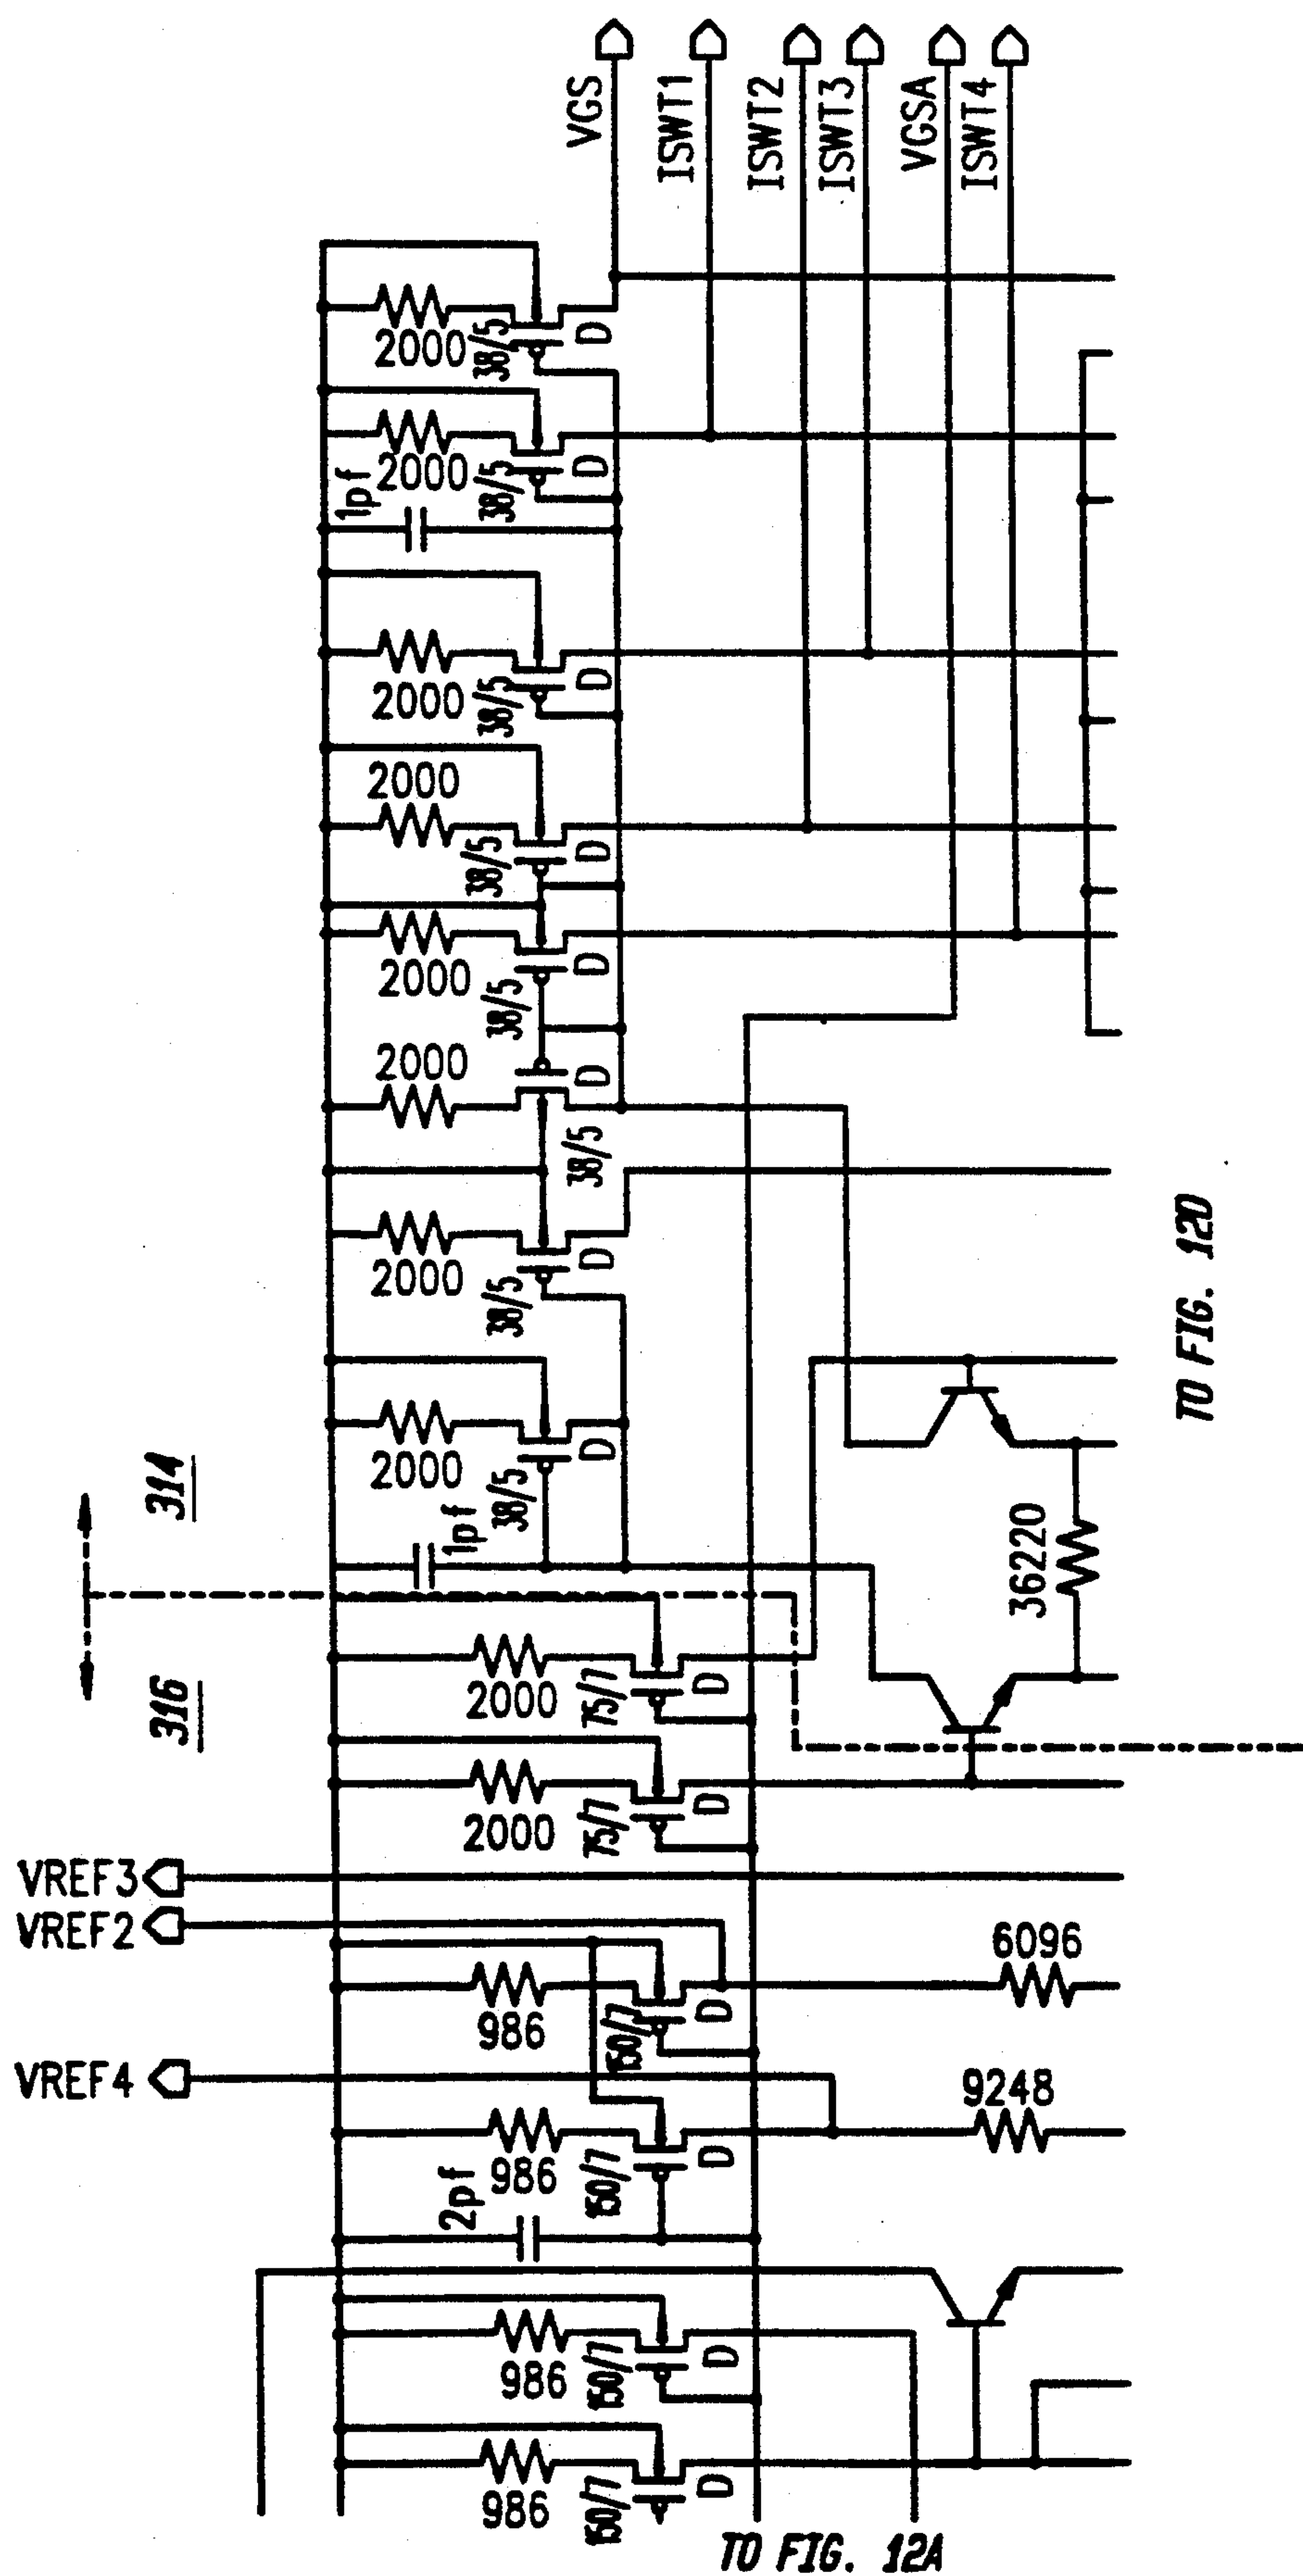 VGS
ISWT1
ISWT2
ISWT3
VGSA
ISWT4
2000
38/5
D
2000
38/5
D
1pf
2000
38/5
D
2000
38/5
D
2000
38/5
D
2000
38/5
D
2000
38/5
D
2000
38/5
D
1pf
314
316
36220
TO FIG. 12D
2000
75/7
D
2000
75/7
D
VREF3
VREF2
986
150/7
D
6096
VREF4
986
150/7
D
9248
2pf
986
150/7
D
986
150/7
D
TO FIG. 12A